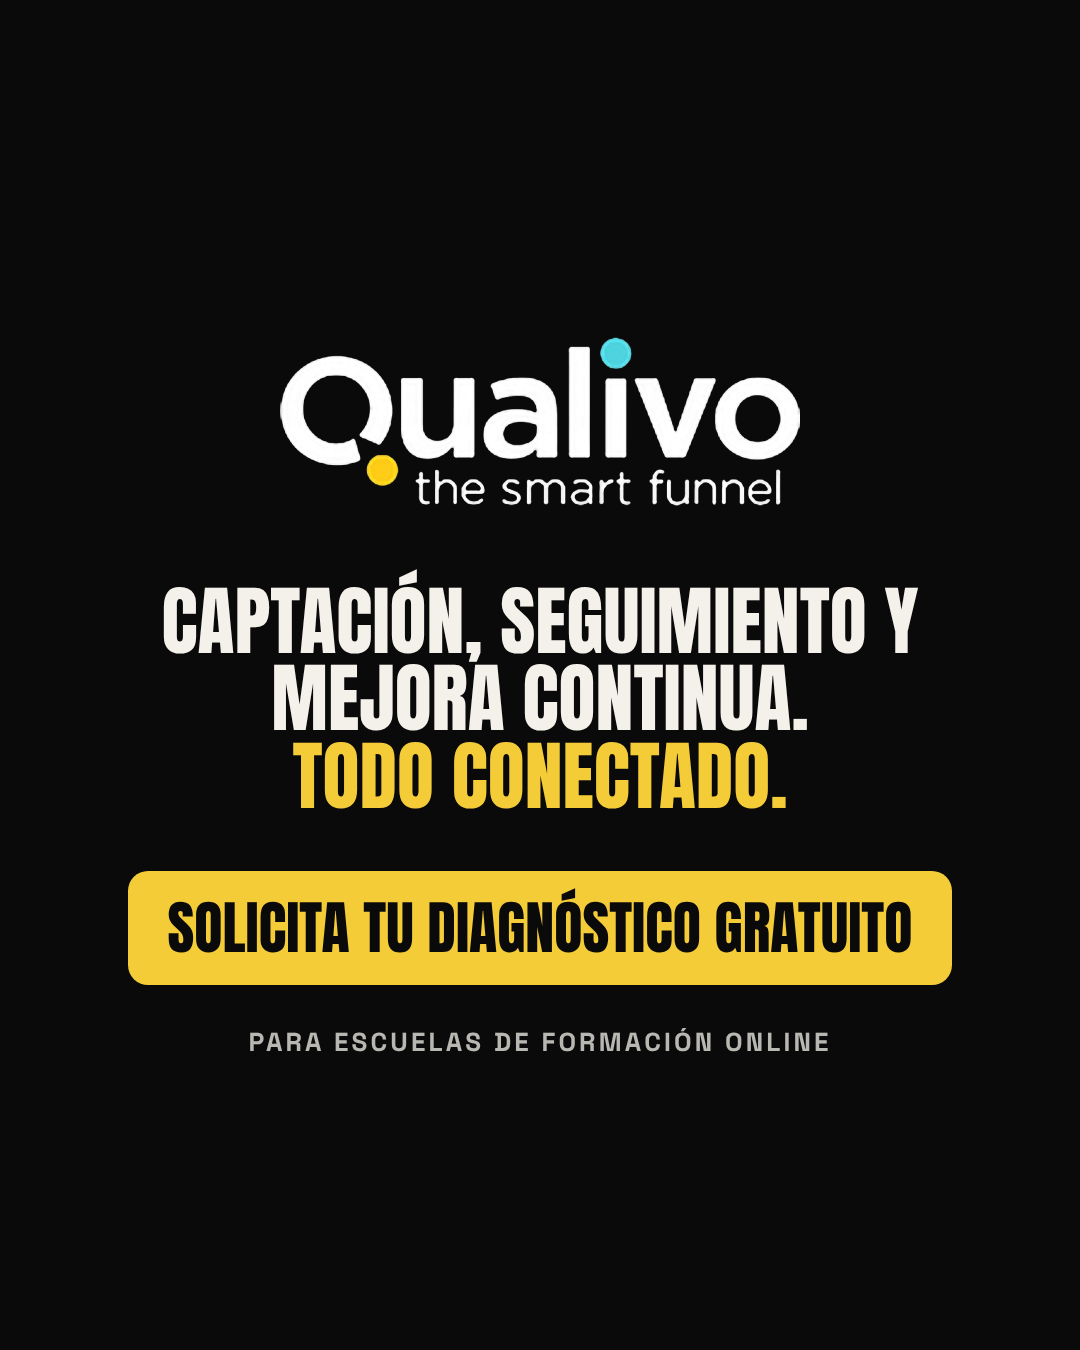 Qualivo
the smart funnel
CAPTACIÓN, SEGUIMIENTO Y
MEJORA CONTINUA.
TODO CONECTADO.
SOLICITA TU DIAGNÓSTICO GRATUITO
PARA ESCUELAS DE FORMACIÓN ONLINE